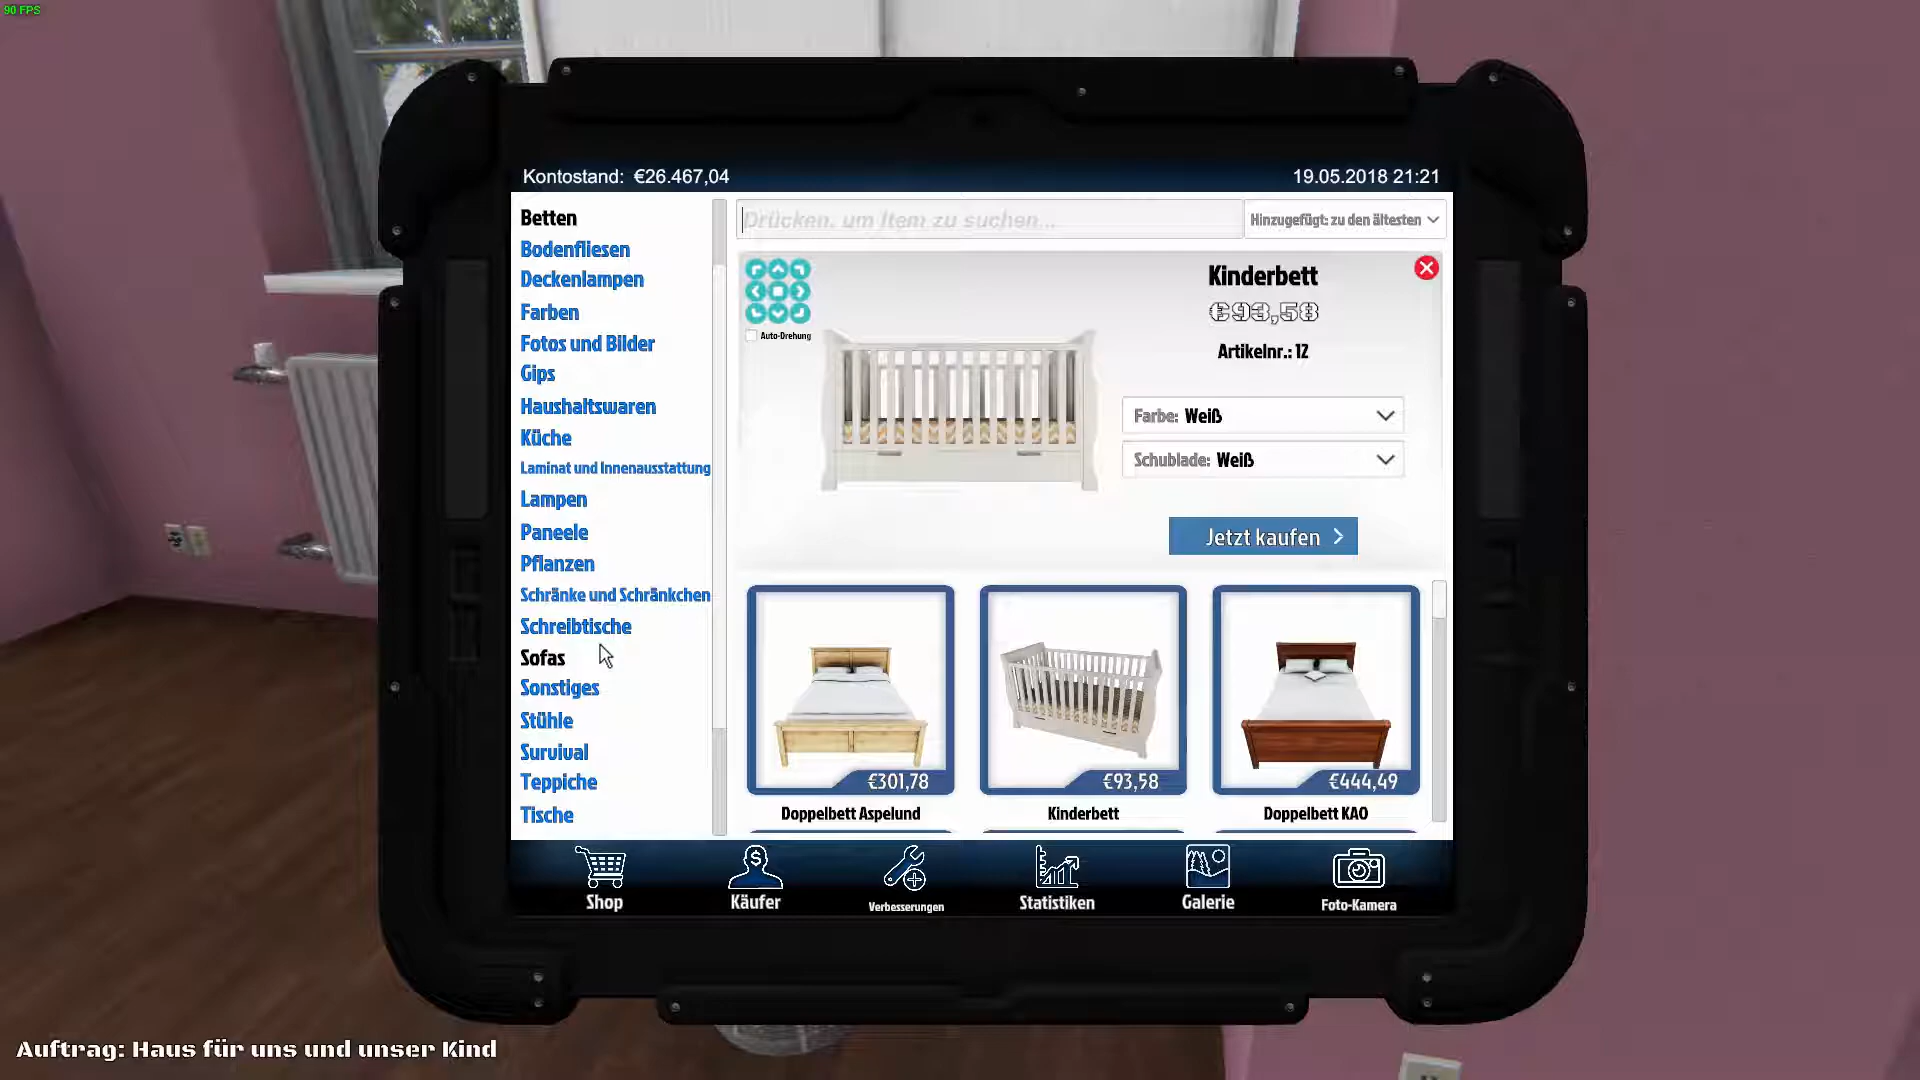 90 FPS
Kontostand: €26.467,04
19.05.2018 21:21
Betten
Bodenfliesen
Deckenlampen
Farben
Fotos und Bilder
Gips
Haushaltswaren
Küche
Laminat und Innenausstattung
Lampen
Paneele
Pflanzen
Schränke und Schränkchen
Schreibtische
Sofas
Sonstiges
Stühle
Survival
Teppiche
Tische
Drücken, um Item zu suchen...
Hinzugefügt: zu den ältesten
Auto-Drehung
Kinderbett
€93,58
Artikelnr.: 12
Farbe: Weiß
Schublade: Weiß
Jetzt kaufen
€301,78
Doppelbett Aspelund
€93,58
Kinderbett
€444,49
Doppelbett KAO
Shop
Käufer
Verbesserungen
Statistiken
Galerie
Foto-Kamera
Auftrag: Haus für uns und unser Kind